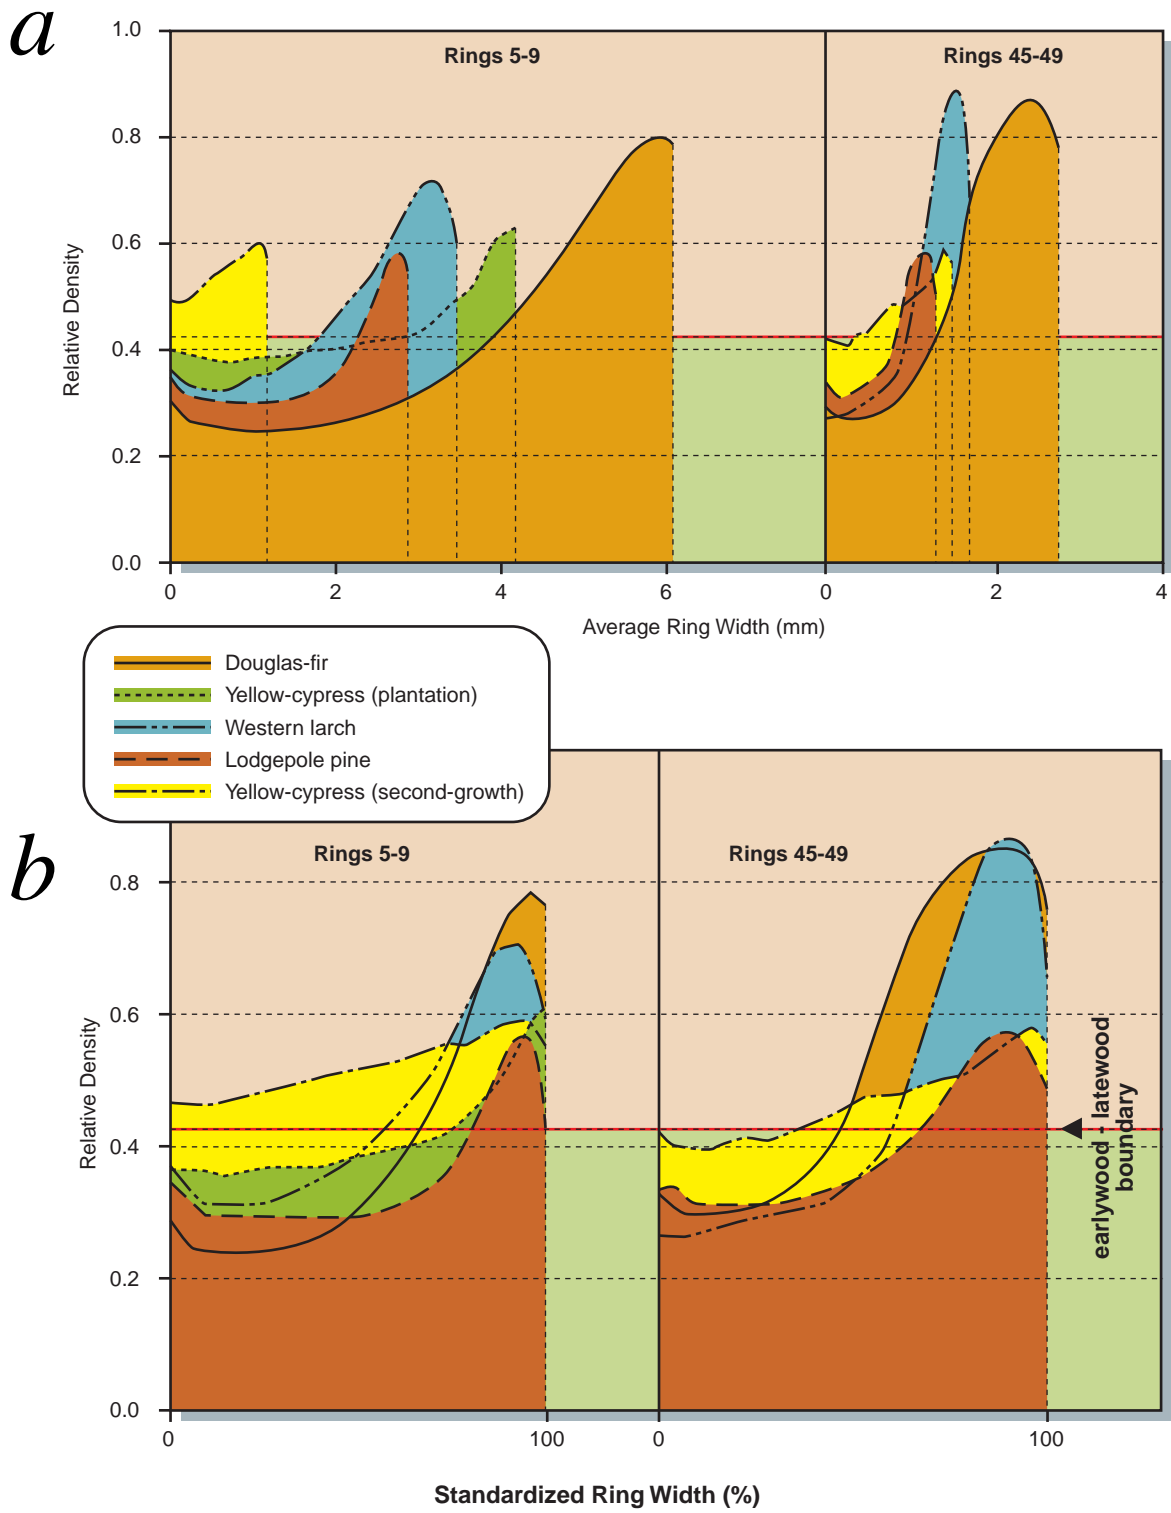 a
1.0
0.8
0.6
0.4
0.2
0.0
Relative Density
Rings 5-9
Rings 45-49
0
2
4
6
0
2
4
Average Ring Width (mm)
Douglas-fir
Yellow-cypress (plantation)
Western larch
Lodgepole pine
Yellow-cypress (second-growth)
b
0.8
0.6
0.4
0.2
0.0
Relative Density
Rings 5-9
Rings 45-49
earlywood - latewood
boundary
0
100
0
100
Standardized Ring Width (%)